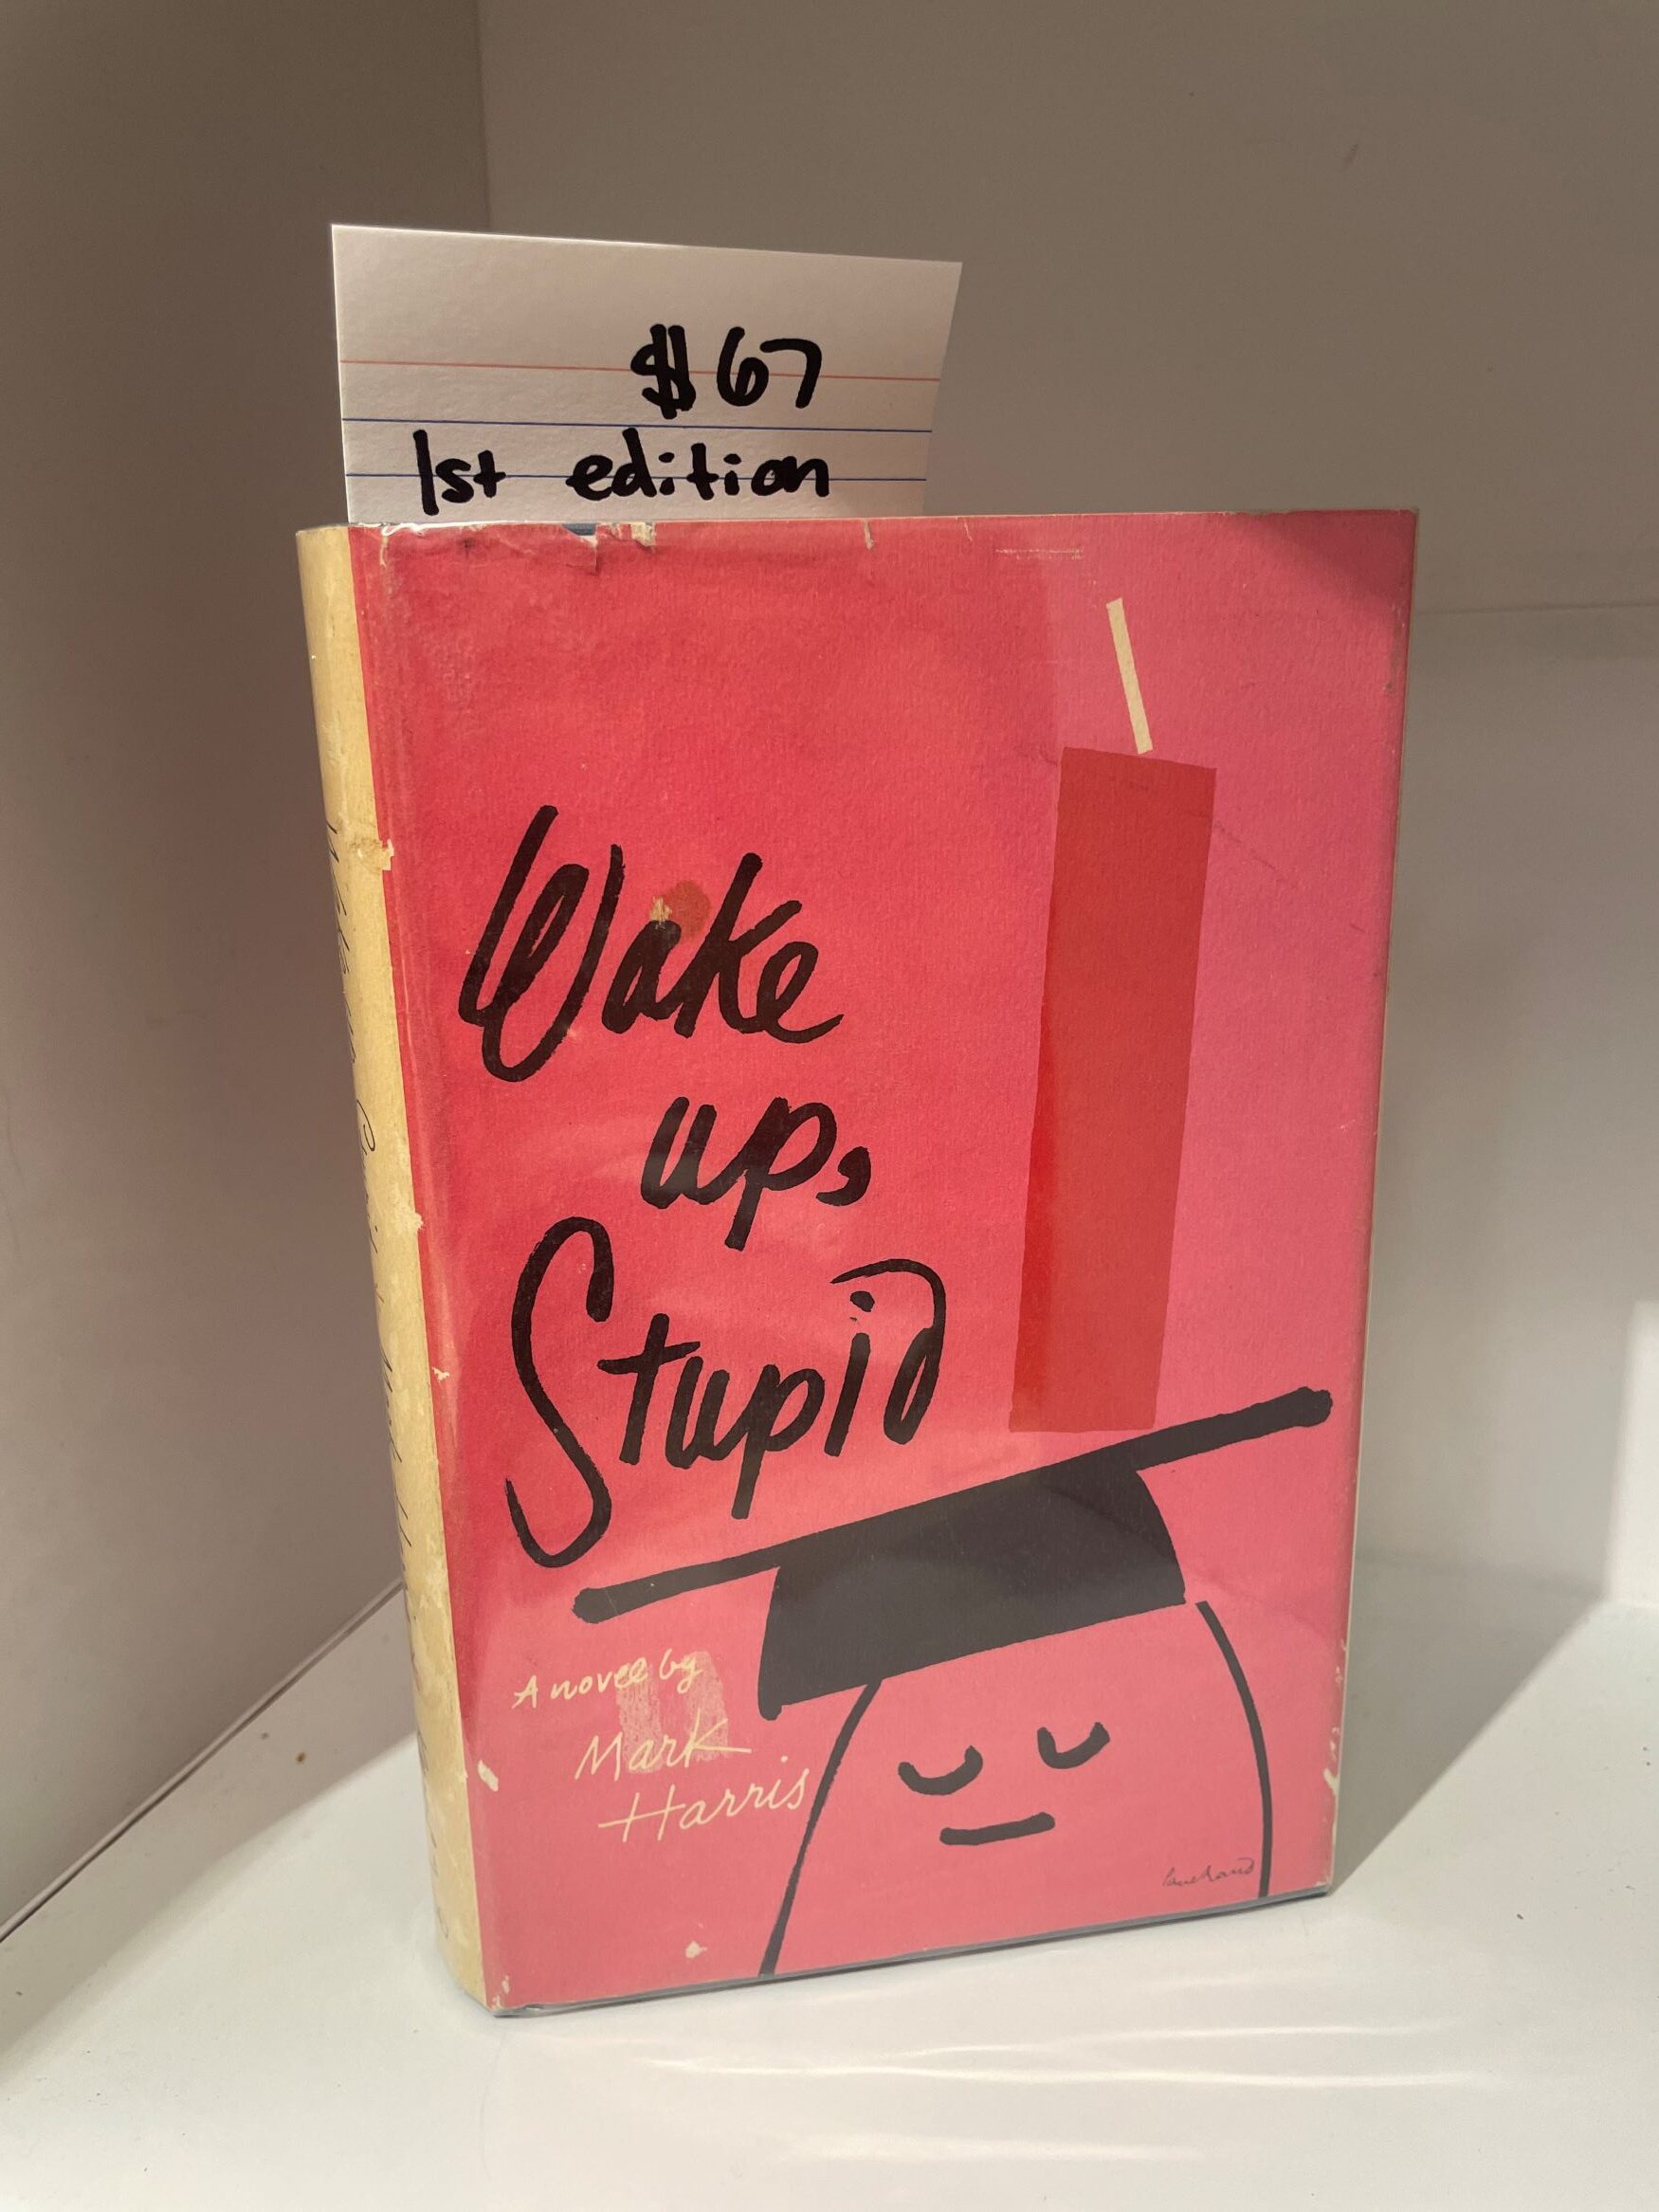 $67
1st edition
Wake
up,
Stupid
A novel by
Mark
Harris